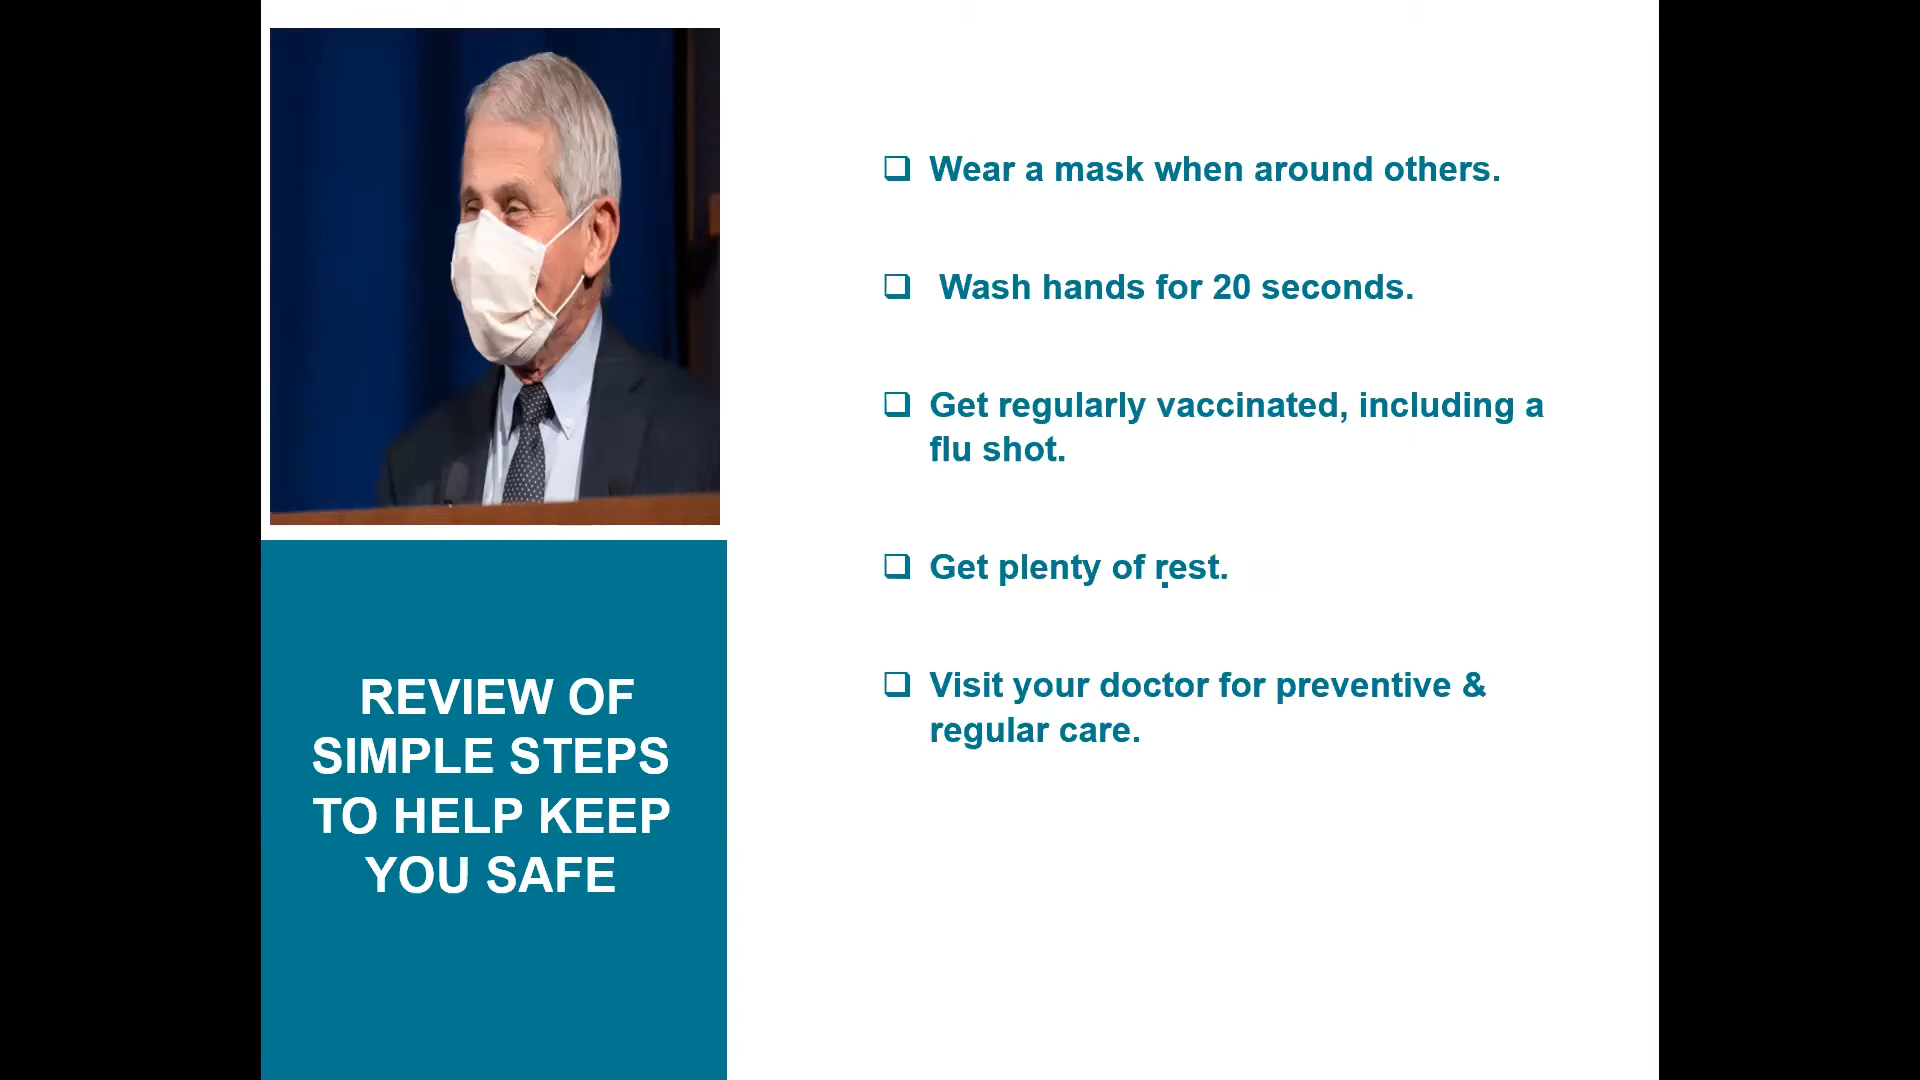 REVIEW OF
SIMPLE STEPS
TO HELP KEEP
YOU SAFE
Wear a mask when around others.
Wash hands for 20 seconds.
Get regularly vaccinated, including a
flu shot.
Get plenty of rest.
Visit your doctor for preventive &
regular care.